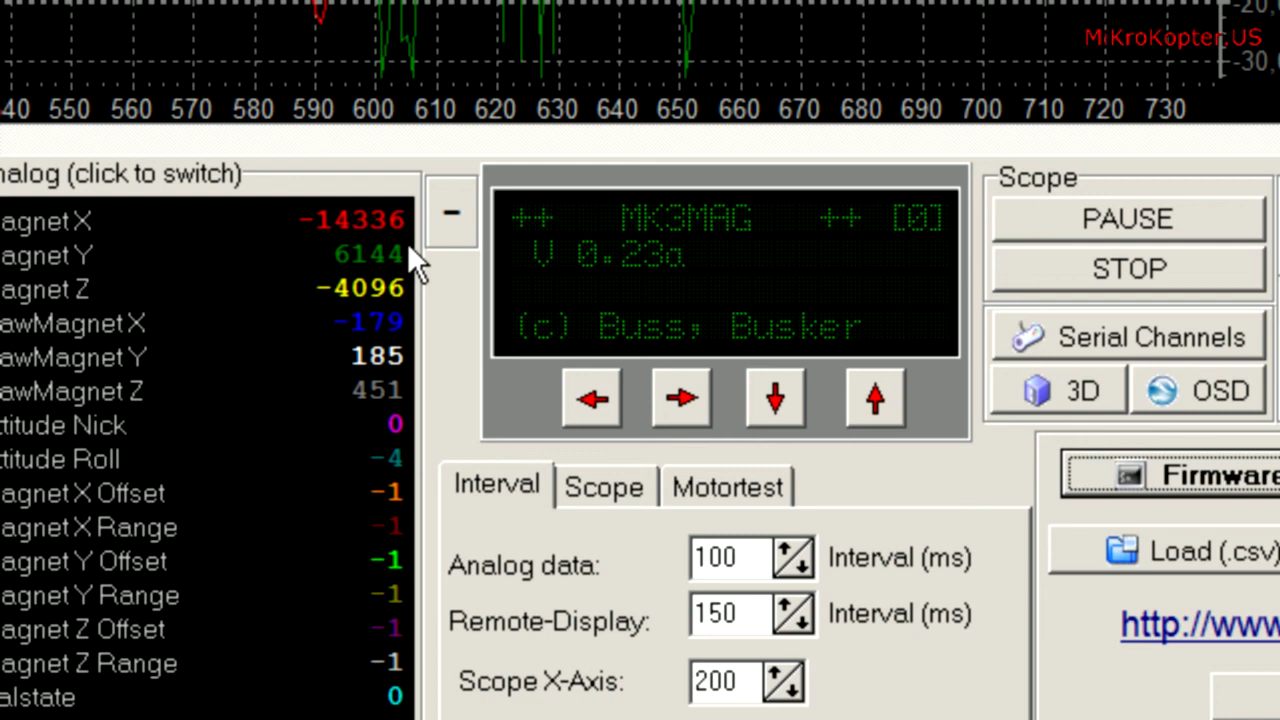 -20,
MiKroKopter.US
-30,
40 550 560 570 580 590 600 610 620 630 640 650 660 670 680 690 700 710 720 730
nalog (click to switch)
agnet X -14336
agnet Y 6144
agnet Z -4096
awMagnet X -179
awMagnet Y 185
awMagnet Z 451
ttitude Nick 0
ttitude Roll -4
agnet X Offset -1
agnet X Range -1
agnet Y Offset -1
agnet Y Range -1
agnet Z Offset -1
agnet Z Range -1
alstate 0
-
++ MK3MAG ++ [0]
V 0.23a
(c) Buss, Busker
Scope
PAUSE
STOP
Serial Channels
3D OSD
Interval Scope Motortest
Analog data: 100 Interval (ms)
Remote-Display: 150 Interval (ms)
Scope X-Axis: 200
Firmware
Load (.csv)
http://www